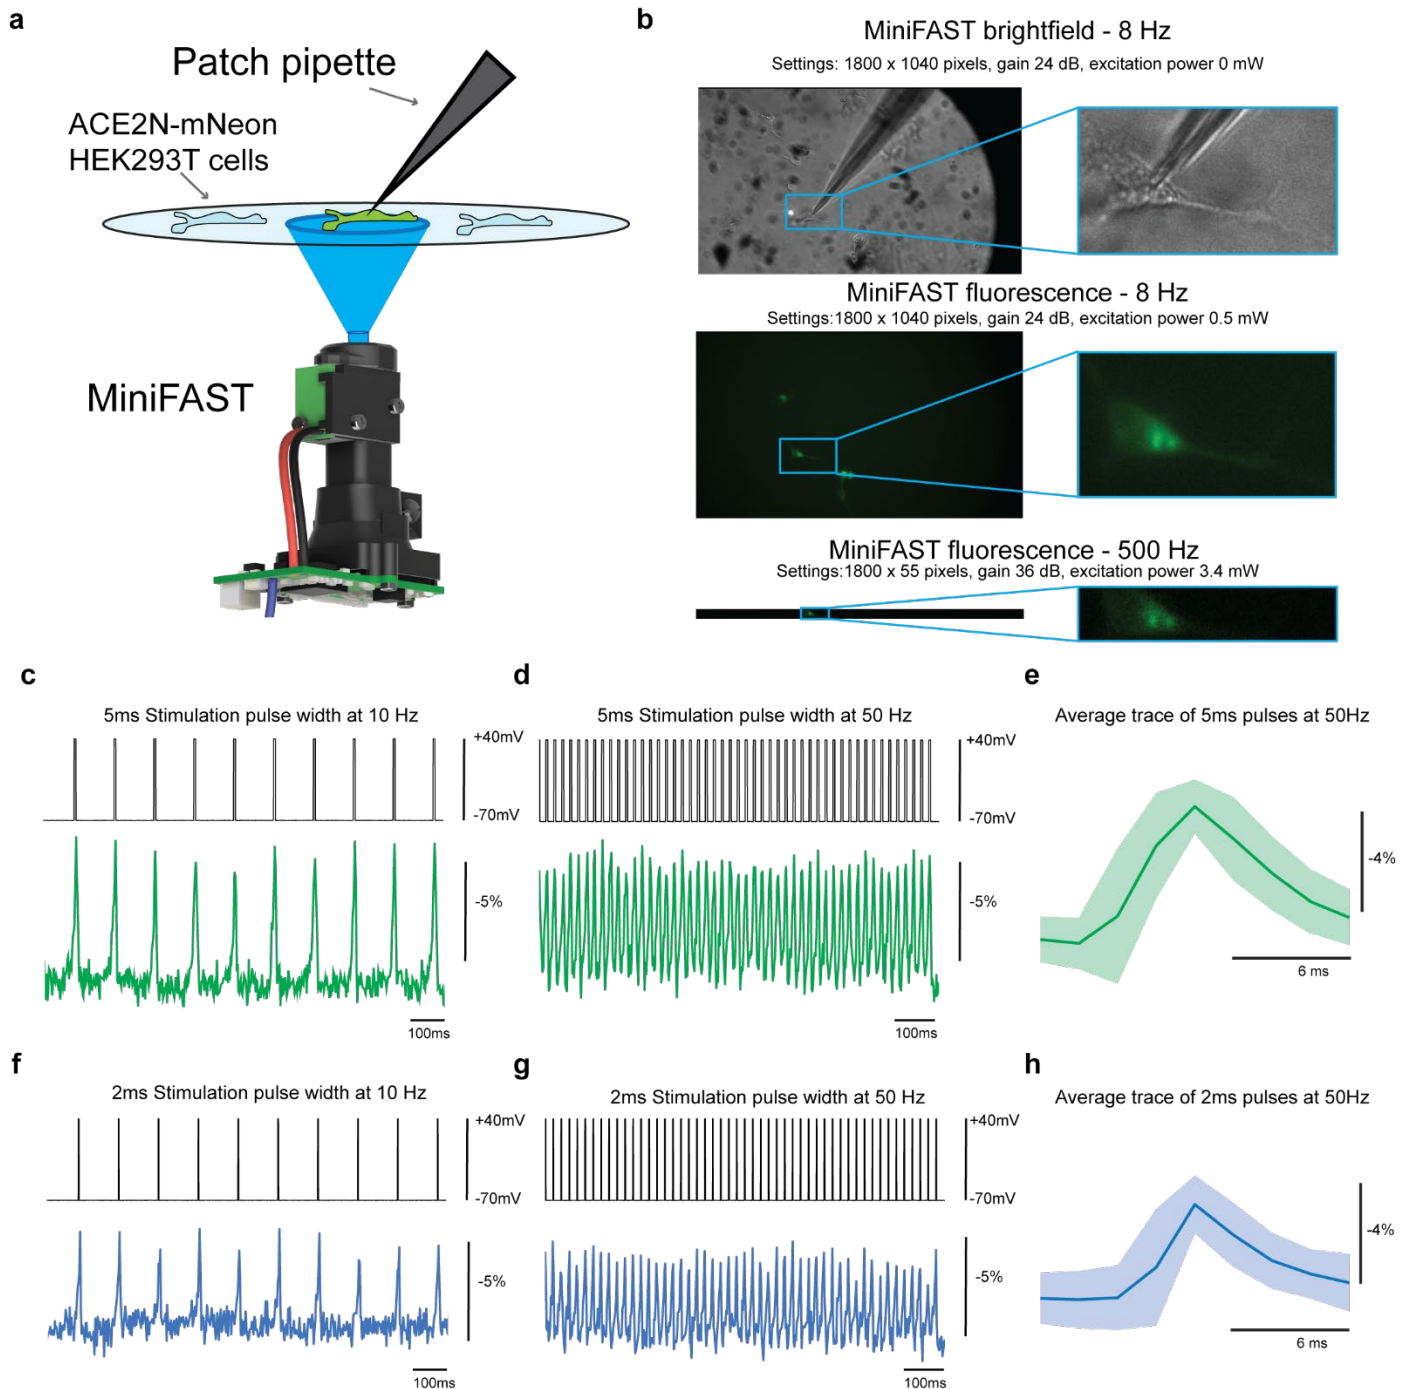 a
Patch pipette
ACE2N-mNeon
HEK293T cells
MiniFAST
b
MiniFAST brightfield - 8 Hz
Settings: 1800 x 1040 pixels, gain 24 dB, excitation power 0 mW
MiniFAST fluorescence - 8 Hz
Settings:1800 x 1040 pixels, gain 24 dB, excitation power 0.5 mW
MiniFAST fluorescence - 500 Hz
Settings:1800 x 55 pixels, gain 36 dB, excitation power 3.4 mW
c
5ms Stimulation pulse width at 10 Hz
+40mV
-70mV
-5%
100ms
d
5ms Stimulation pulse width at 50 Hz
+40mV
-70mV
-5%
100ms
e
Average trace of 5ms pulses at 50Hz
-4%
6 ms
f
2ms Stimulation pulse width at 10 Hz
+40mV
-70mV
-5%
100ms
g
2ms Stimulation pulse width at 50 Hz
+40mV
-70mV
-5%
100ms
h
Average trace of 2ms pulses at 50Hz
-4%
6 ms